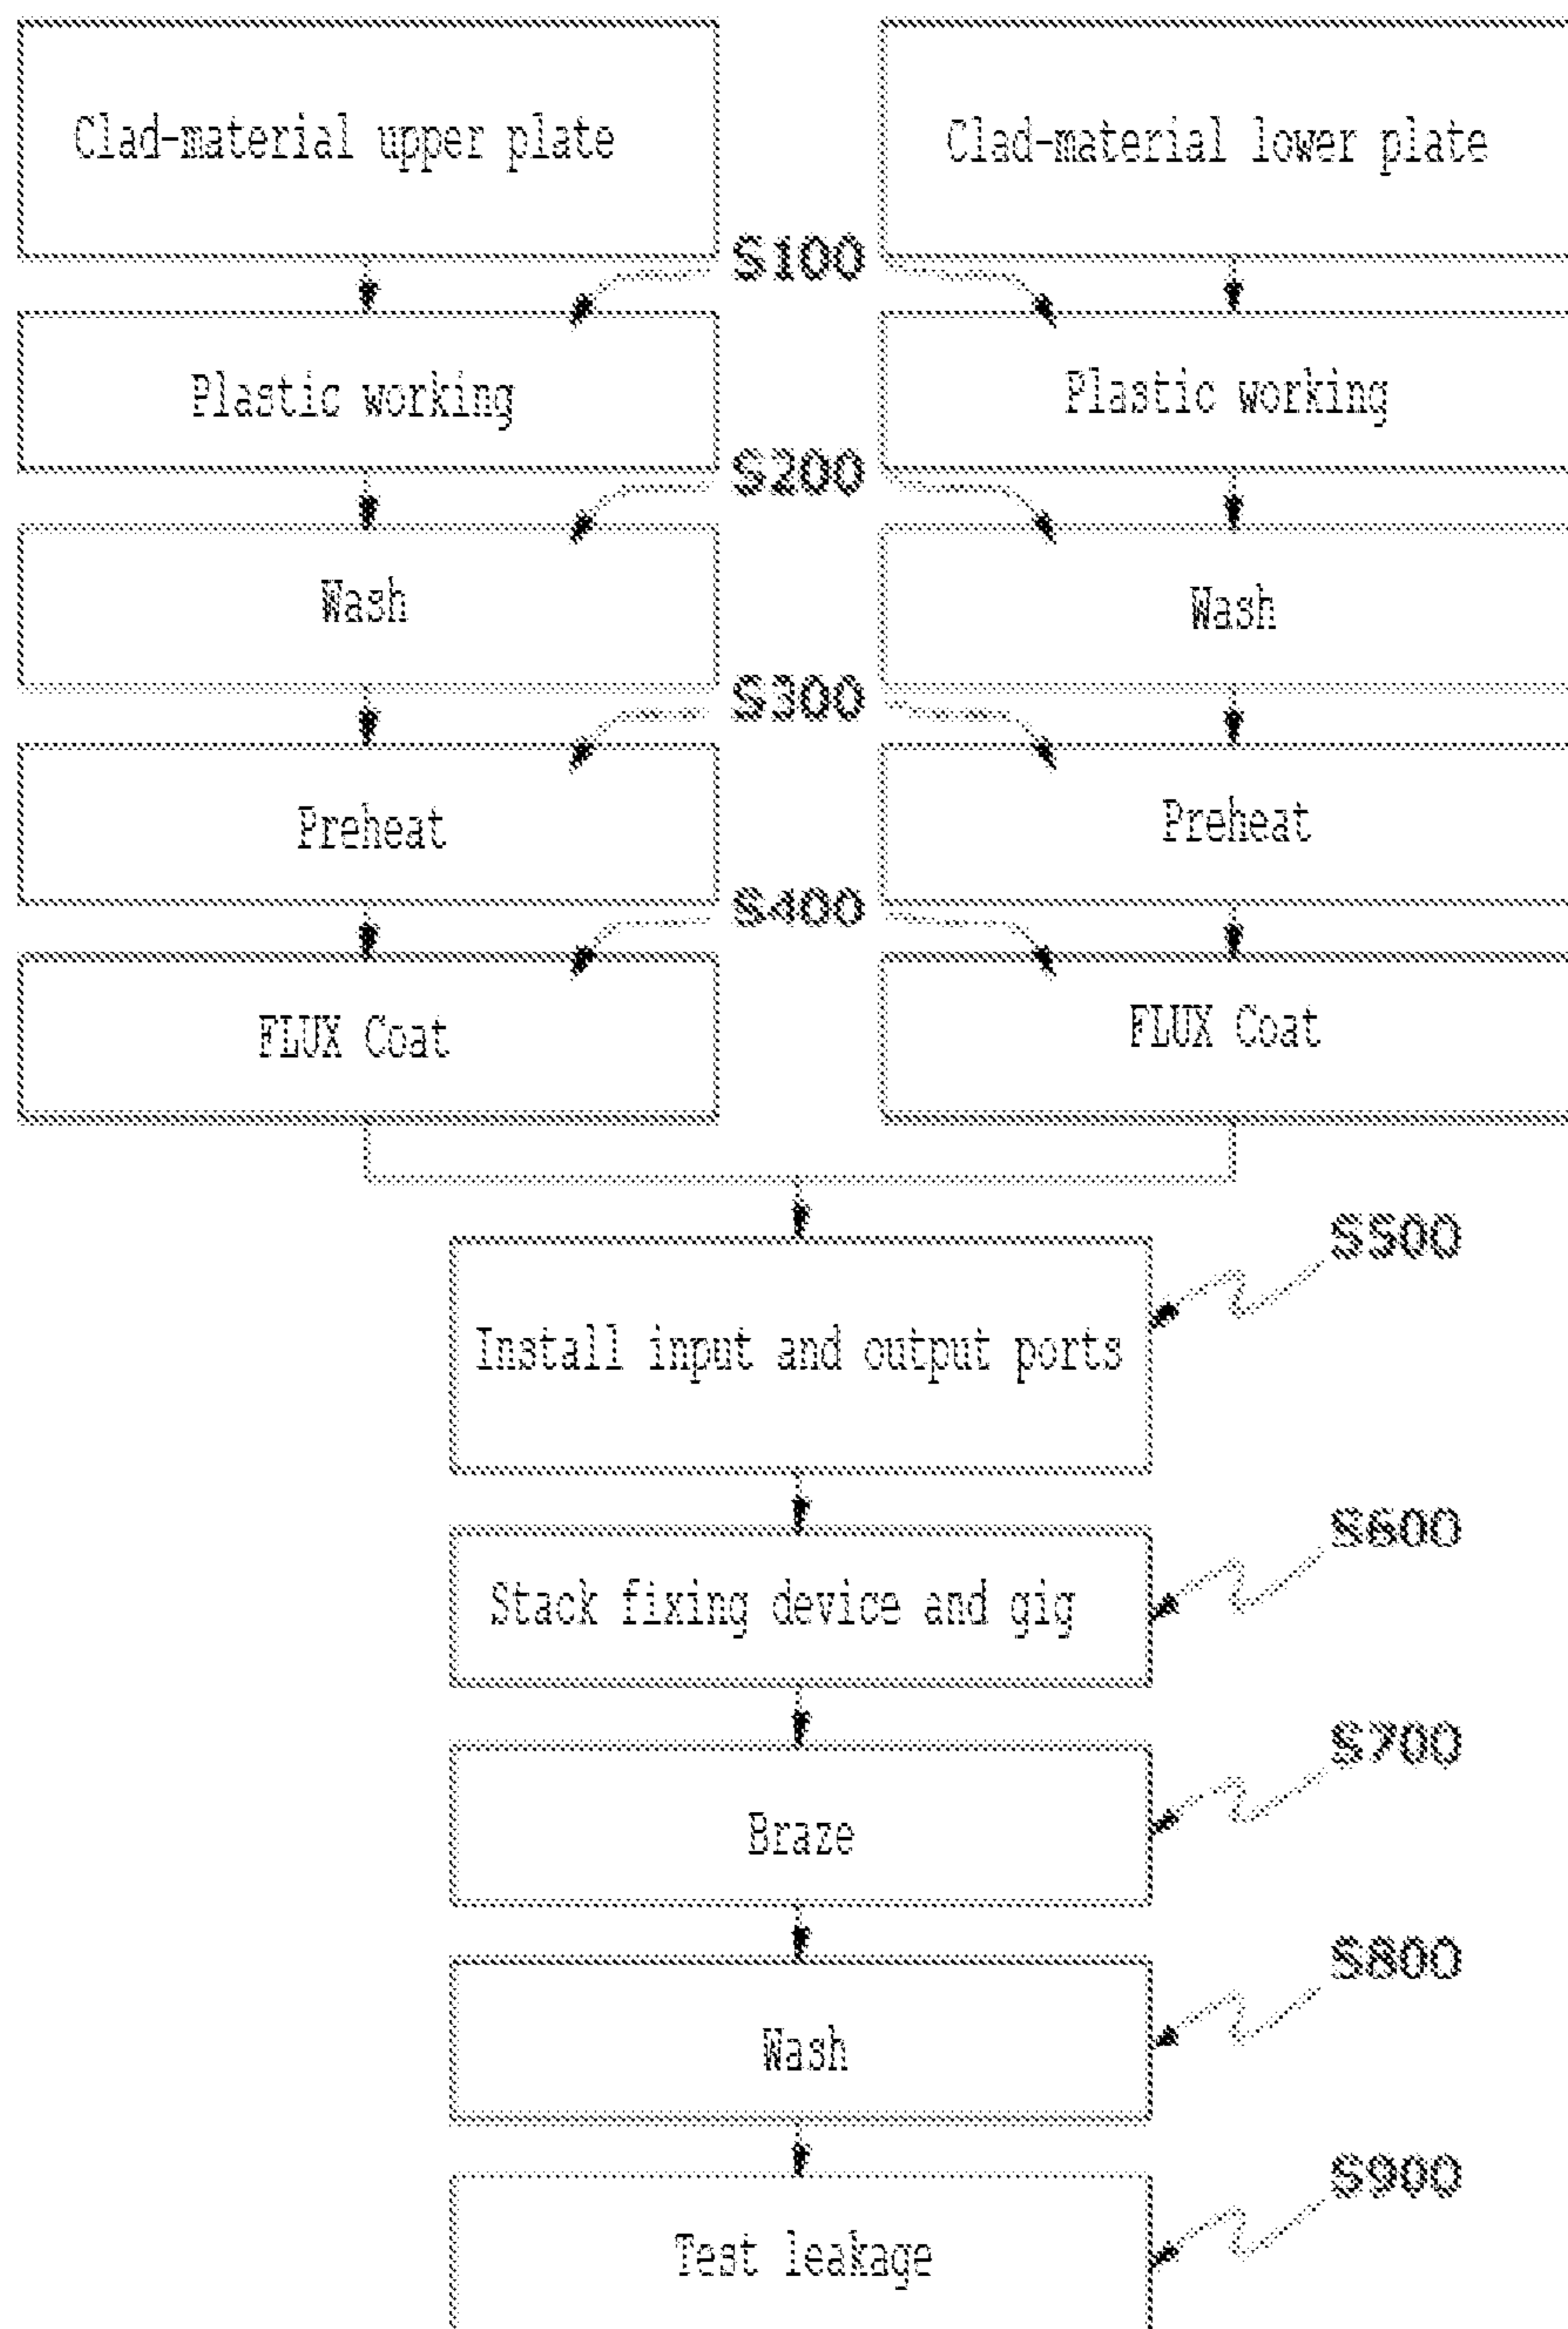 Clad-material upper plate
Clad-material lower plate
S100
Plastic working
Plastic working
S200
Wash
Wash
S300
Preheat
Preheat
S400
FLUX Coat
FLUX Coat
S500
Install input and output ports
S600
Stack fixing device and gig
S700
Braze
S800
Wash
S900
Test leakage